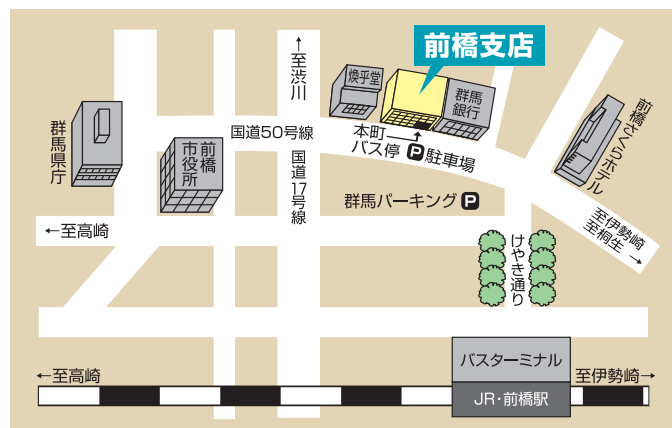 前橋支店
←至渋川
煥乎堂
群馬
銀行
前橋さくらホテル
群馬県庁
前橋
市役所
国道50号線
国道17号線
本町
バス停
P 駐車場
群馬パーキング P
←至高崎
至伊勢崎
至桐生→
けやき通り
バスターミナル
←至高崎
至伊勢崎→
JR・前橋駅